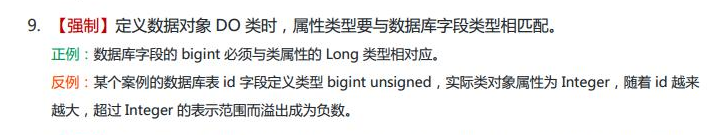 9. 【强制】定义数据对象 DO 类时，属性类型要与数据库字段类型相匹配。
正例：数据库字段的 bigint 必须与类属性的 Long 类型相对应。
反例：某个案例的数据库表 id 字段定义类型 bigint unsigned，实际类对象属性为 Integer，随着 id 越来
越大，超过 Integer 的表示范围而溢出成为负数。